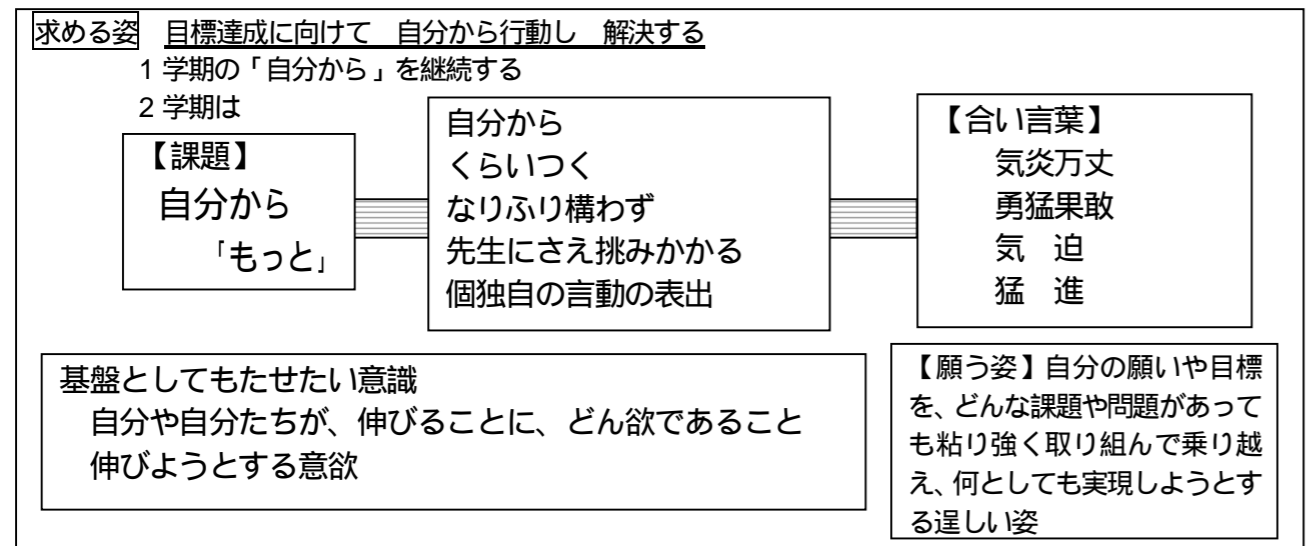 求める姿　目標達成に向けて　自分から行動し　解決する
1 学期の「自分から」を継続する
2 学期は
【課題】
自分から
「もっと」
自分から
くらいつく
なりふり構わず
先生にさえ挑みかかる
個独自の言動の表出
【合い言葉】
気炎万丈
勇猛果敢
気　迫
猛　進
基盤としてもたせたい意識
自分や自分たちが、伸びることに、どん欲であること
伸びようとする意欲
【願う姿】自分の願いや目標
を、どんな課題や問題があって
も粘り強く取り組んで乗り越
え、何としても実現しようとす
る逞しい姿